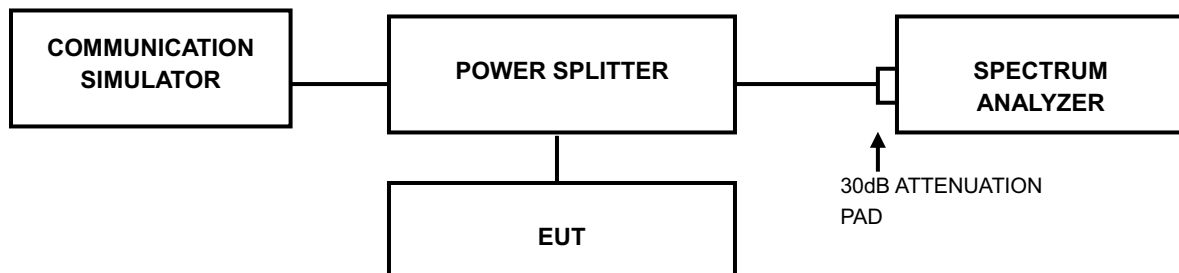 COMMUNICATION
SIMULATOR
POWER SPLITTER
SPECTRUM
ANALYZER
30dB ATTENUATION
PAD
EUT